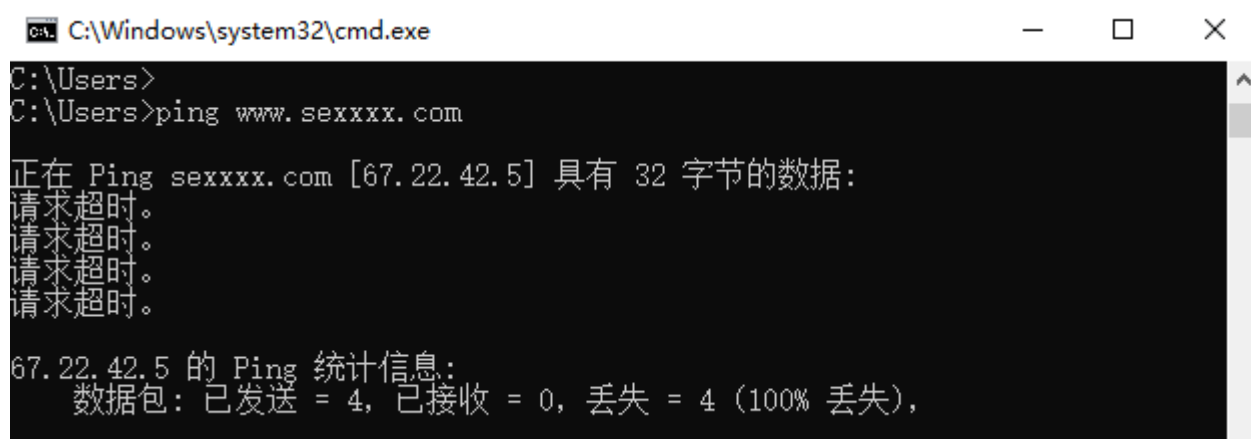 C:\Windows\system32\cmd.exe
C:\Users>
C:\Users>ping www.sexxxx.com
正在 Ping sexxxx.com [67.22.42.5] 具有 32 字节的数据:
请求超时。
请求超时。
请求超时。
请求超时。
67.22.42.5 的 Ping 统计信息:
数据包: 已发送 = 4, 已接收 = 0, 丢失 = 4 (100% 丢失),